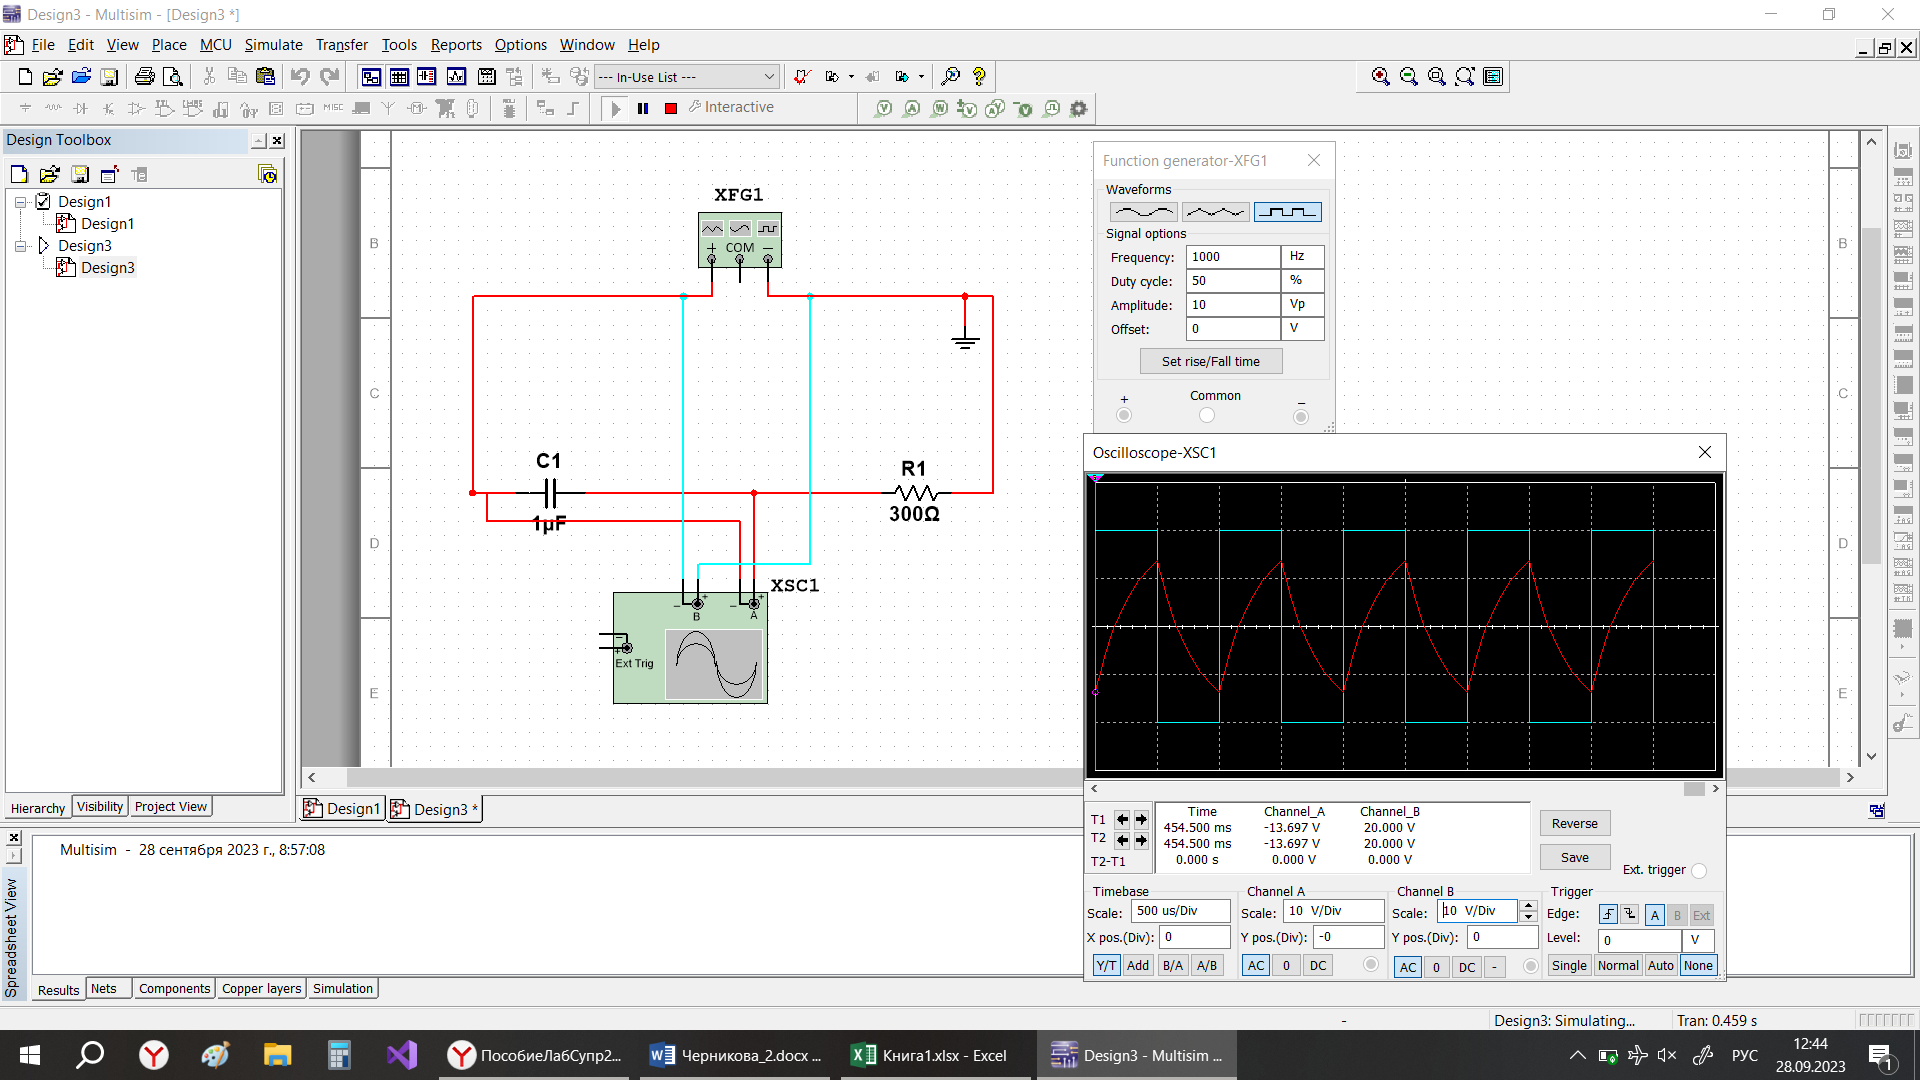 Design3 - Multisim - [Design3 *]
File Edit View Place MCU Simulate Transfer Tools Reports Options Window Help
--- In-Use List ---
MISC
Interactive
Design Toolbox
Design1
Design1
Design3
Design3
Hierarchy Visibility Project View
B
C
D
E
XFG1
+ COM −
C1
1µF
R1
300Ω
XSC1
B
A
Ext Trig
B
C
D
E
Design1 Design3 *
Function generator-XFG1
Waveforms
Signal options
Frequency: 1000 Hz
Duty cycle: 50 %
Amplitude: 10 Vp
Offset: 0 V
Set rise/Fall time
+ Common −
Oscilloscope-XSC1
Time Channel_A Channel_B
T1 454.500 ms -13.697 V 20.000 V
T2 454.500 ms -13.697 V 20.000 V
T2-T1 0.000 s 0.000 V 0.000 V
Reverse
Save
Ext. trigger
Timebase
Scale: 500 us/Div
X pos.(Div): 0
Y/T Add B/A A/B
Channel A
Scale: 10 V/Div
Y pos.(Div): -0
AC 0 DC
Channel B
Scale: 10 V/Div
Y pos.(Div): 0
AC 0 DC -
Trigger
Edge: A B Ext
Level: 0 V
Single Normal Auto None
Spreadsheet View
Multisim - 28 сентября 2023 г., 8:57:08
Results Nets Components Copper layers Simulation
- Design3: Simulating... Tran: 0.459 s
ПособиеЛабСупр2...
Черникова_2.docx ...
Книга1.xlsx - Excel
Design3 - Multisim ...
РУС
12:44
28.09.2023
1